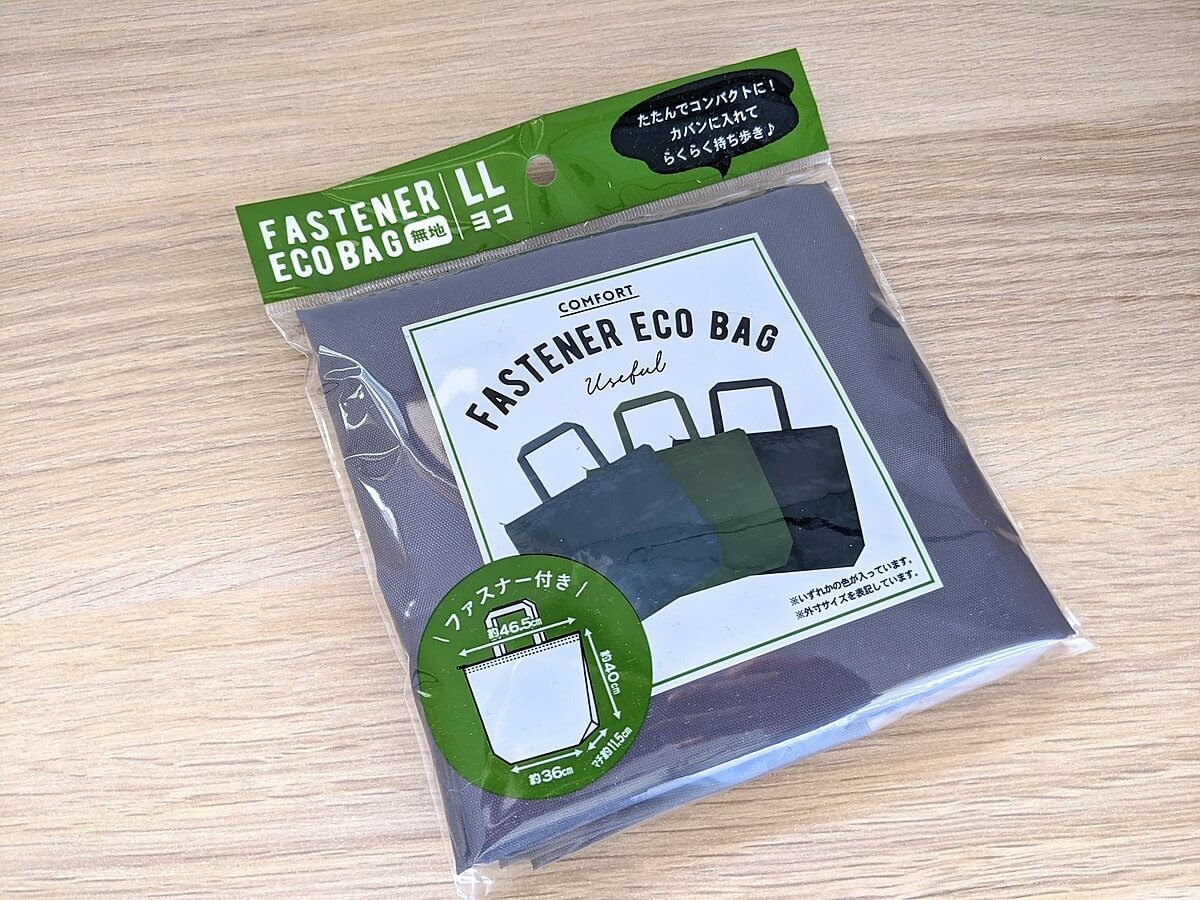 FASTENER
ECO BAG 無地
LL
ヨコ
たたんでコンパクトに！
カバンに入れて
らくらく持ち歩き♪
COMFORT
FASTENER ECO BAG
Useful
※いずれかの色が入っています。
※外寸サイズを表記しています。
\ ファスナー付き /
約46.5cm
約40cm
マチ約11.5cm
約36cm